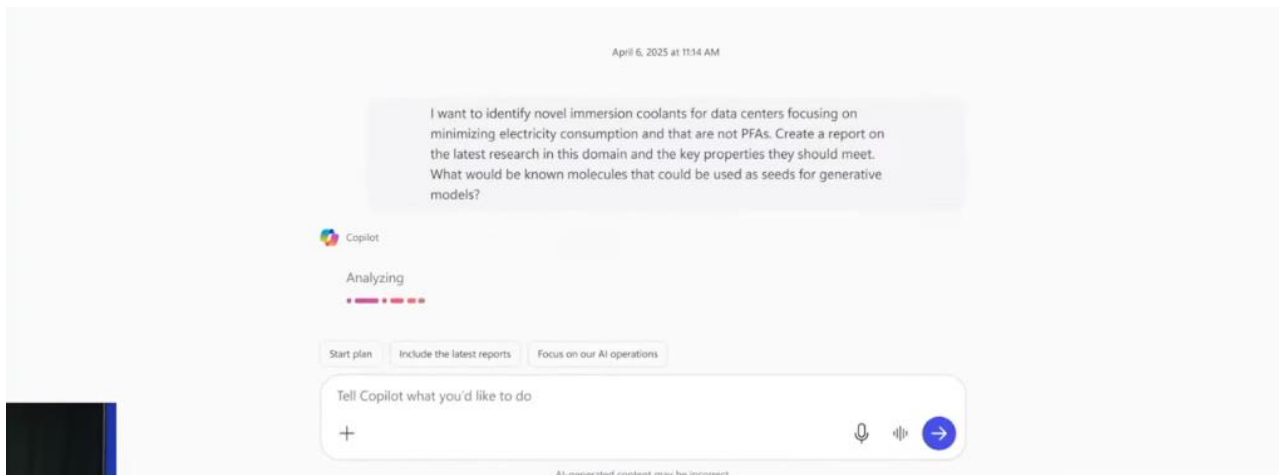 April 6, 2025 at 11:14 AM
I want to identify novel immersion coolants for data centers focusing on
minimizing electricity consumption and that are not PFAs. Create a report on
the latest research in this domain and the key properties they should meet.
What would be known molecules that could be used as seeds for generative
models?
Copilot
Analyzing
Start plan Include the latest reports Focus on our AI operations
Tell Copilot what you'd like to do
AI-generated content may be incorrect